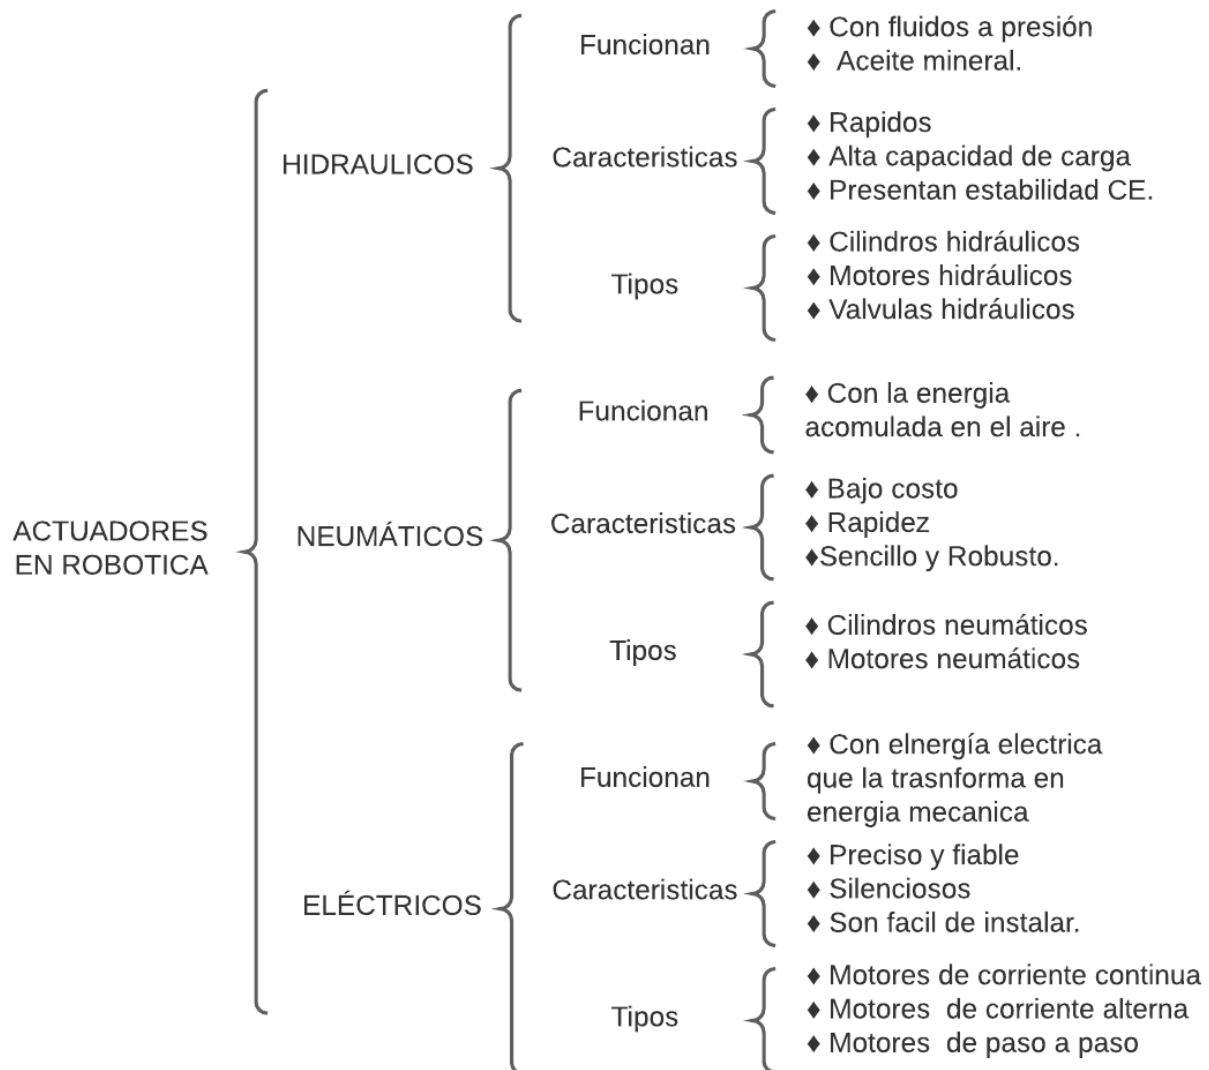 ACTUADORES
EN ROBOTICA
HIDRAULICOS
Funcionan
♦ Con fluidos a presión
♦ Aceite mineral.
Caracteristicas
♦ Rapidos
♦ Alta capacidad de carga
♦ Presentan estabilidad CE.
Tipos
♦ Cilindros hidráulicos
♦ Motores hidráulicos
♦ Valvulas hidráulicos
NEUMÁTICOS
Funcionan
♦ Con la energia
acomulada en el aire .
Caracteristicas
♦ Bajo costo
♦ Rapidez
♦Sencillo y Robusto.
Tipos
♦ Cilindros neumáticos
♦ Motores neumáticos
ELÉCTRICOS
Funcionan
♦ Con elnergía electrica
que la trasnforma en
energia mecanica
Caracteristicas
♦ Preciso y fiable
♦ Silenciosos
♦ Son facil de instalar.
Tipos
♦ Motores de corriente continua
♦ Motores de corriente alterna
♦ Motores de paso a paso